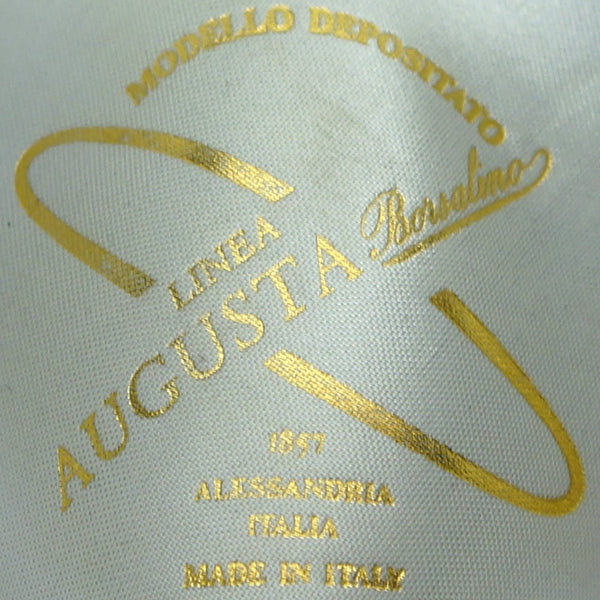 MODELLO DEPOSITATO
Borsalino
LINEA
AUGUSTA
1857
ALESSANDRIA
ITALIA
MADE IN ITALY